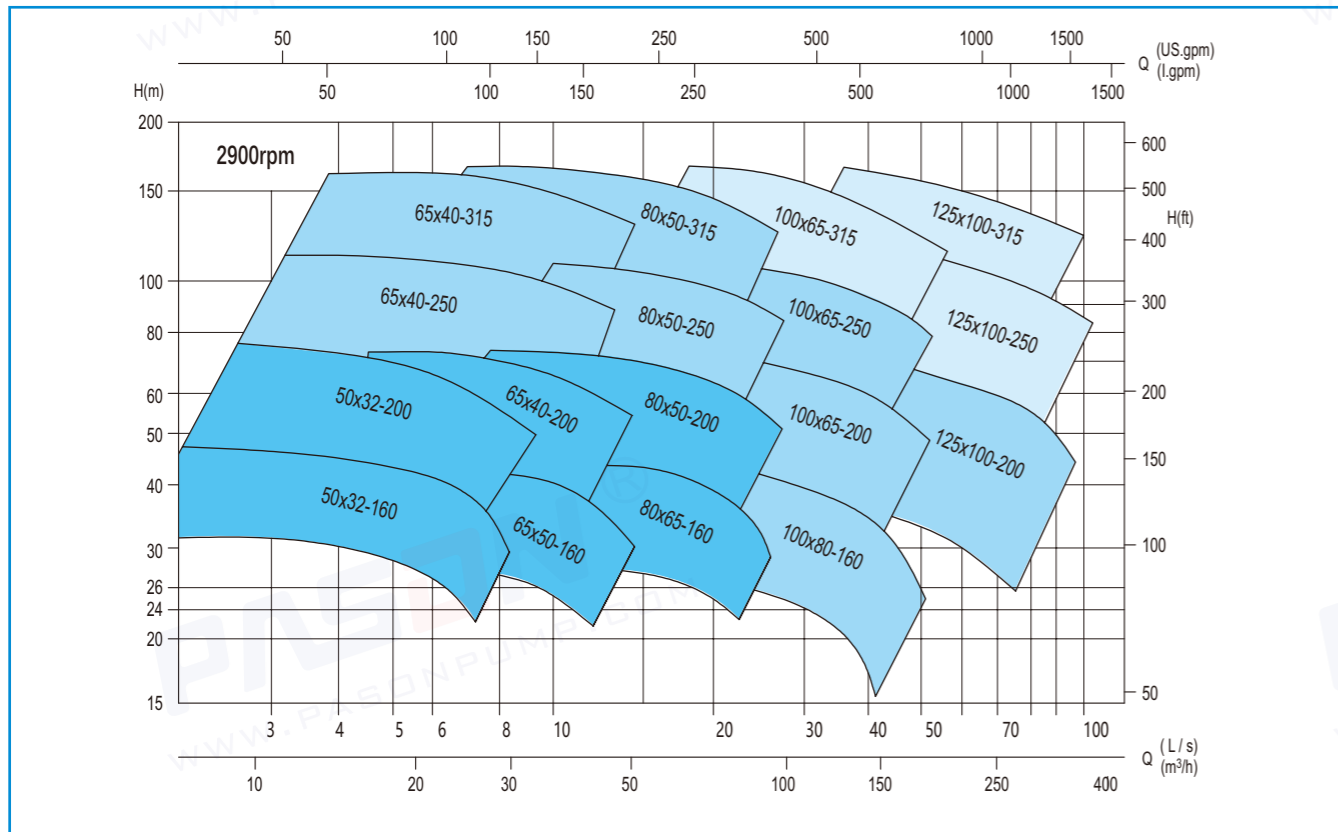 50 100 150 250 500 1000 1500 (US.gpm)
Q
50 100 150 250 500 1000 1500 (I.gpm)
H(m)
200
150
100
80
60
50
40
30
26
24
20
15
2900rpm
600
500
H(ft)
400
300
200
150
100
50
65x40-315
80x50-315
100x65-315
125x100-315
65x40-250
80x50-250
100x65-250
125x100-250
50x32-200
65x40-200
80x50-200
100x65-200
125x100-200
50x32-160
65x50-160
80x65-160
100x80-160
PASON®
WWW.PASONPUMP.COM
3 4 5 6 8 10 20 30 40 50 70 100 (L / s)
Q
10 20 30 50 100 150 250 400 (m³/h)